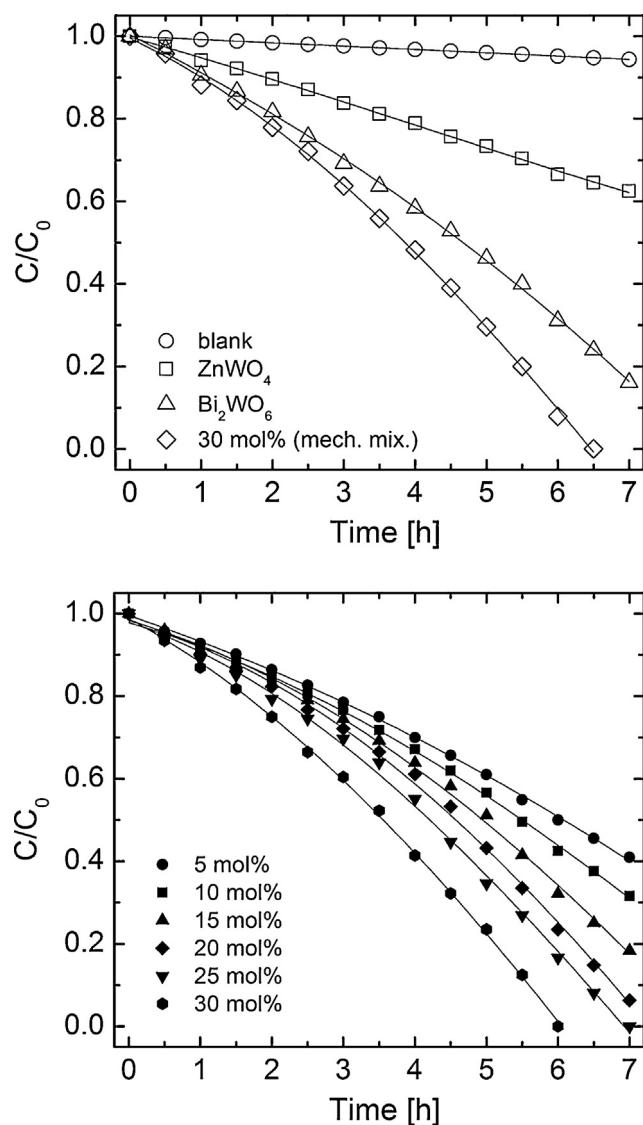 1.0
0.8
0.6
0.4
0.2
0.0
C/C₀
blank
ZnWO₄
Bi₂WO₆
30 mol% (mech. mix.)
0 1 2 3 4 5 6 7
Time [h]
1.0
0.8
0.6
0.4
0.2
0.0
C/C₀
5 mol%
10 mol%
15 mol%
20 mol%
25 mol%
30 mol%
0 1 2 3 4 5 6 7
Time [h]